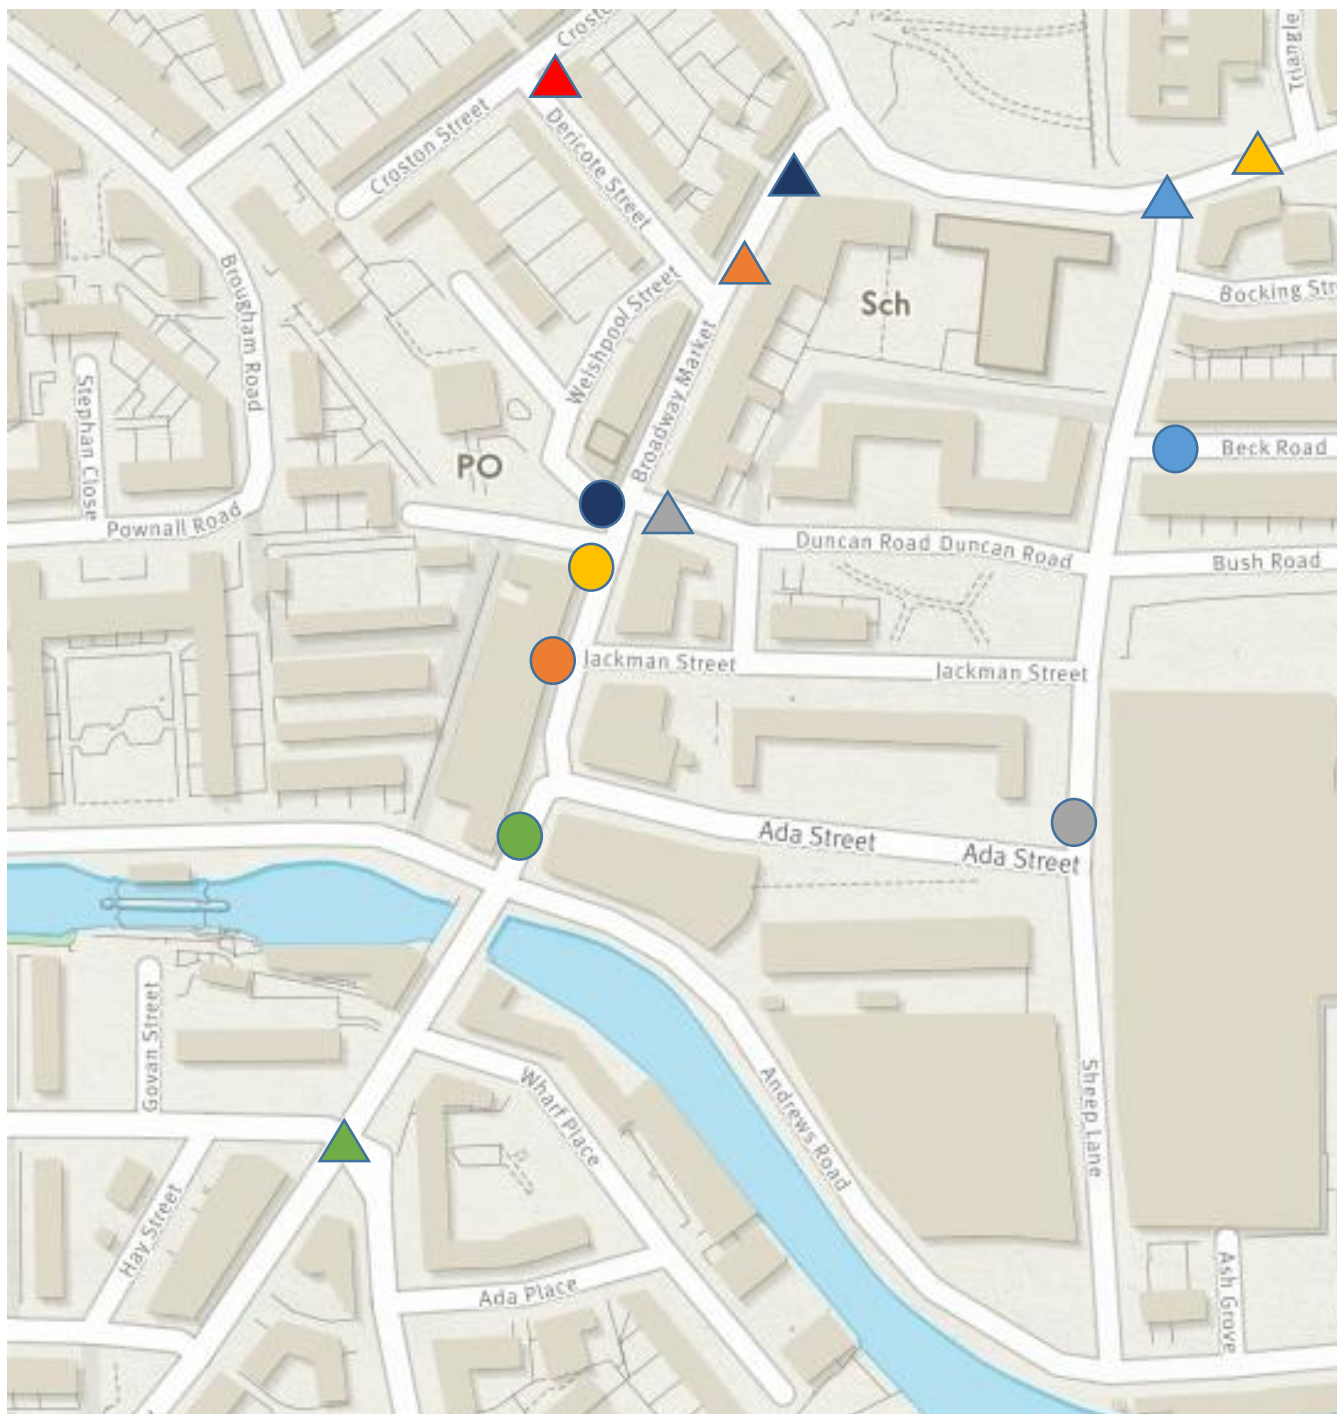 Crosto
Triangle
Croston Street
Dericote Street
Brougham Road
Welshpool Street
Sch
Bocking Str
Broadway Market
Stephan Close
Beck Road
PO
Pownall Road
Duncan Road Duncan Road
Bush Road
Jackman Street
Jackman Street
Ada Street
Ada Street
Govan Street
Wharf Place
Andrews Road
Sheep Lane
Hay Street
Ada Place
Ash Grove